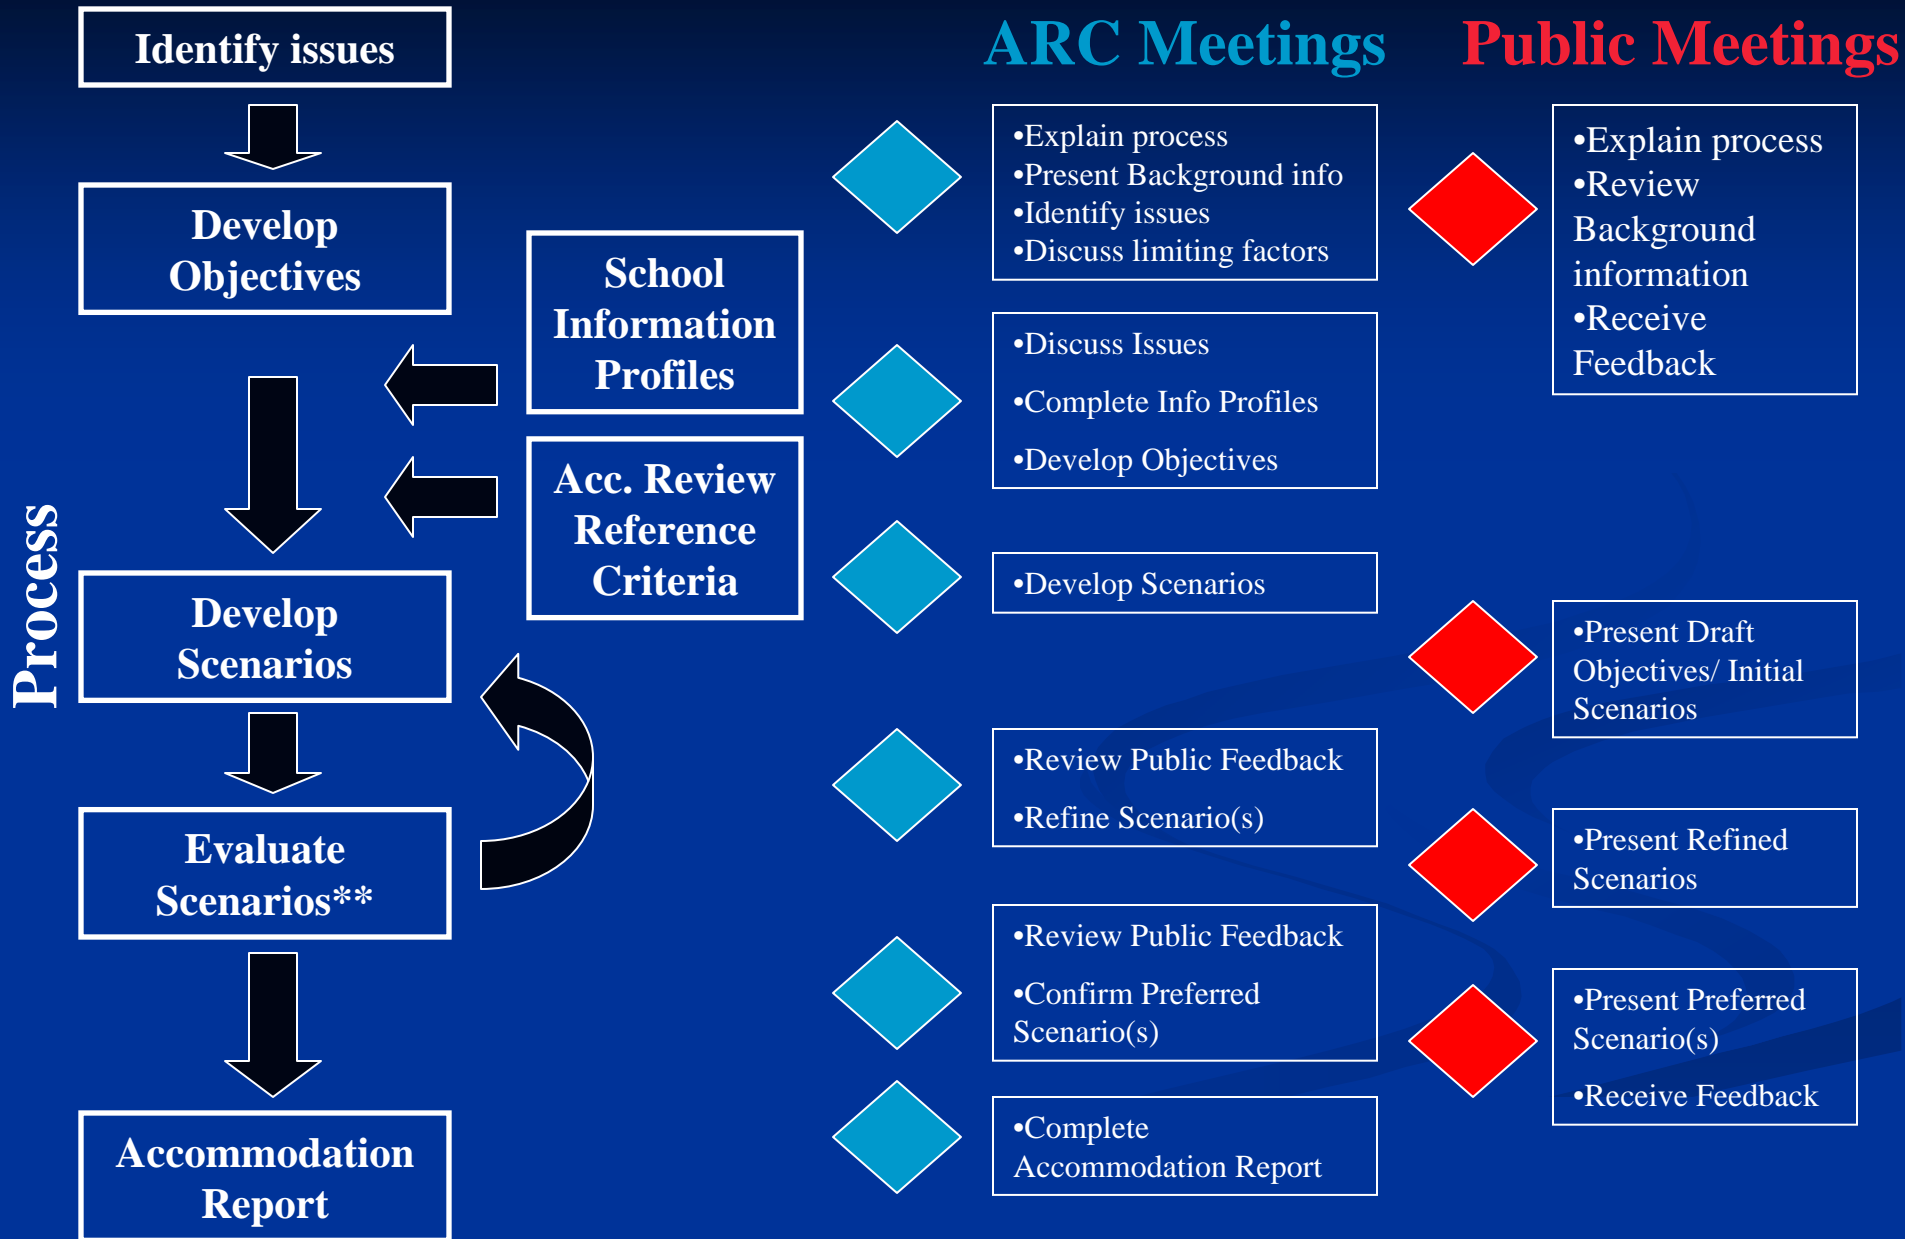 Process
Identify issues
Develop
Objectives
School
Information
Profiles
Acc. Review
Reference
Criteria
Develop
Scenarios
Evaluate
Scenarios**
Accommodation
Report
ARC Meetings
•Explain process
•Present Background info
•Identify issues
•Discuss limiting factors
•Discuss Issues
•Complete Info Profiles
•Develop Objectives
•Develop Scenarios
•Review Public Feedback
•Refine Scenario(s)
•Review Public Feedback
•Confirm Preferred
Scenario(s)
•Complete
Accommodation Report
Public Meetings
•Explain process
•Review
Background
information
•Receive
Feedback
•Present Draft
Objectives/ Initial
Scenarios
•Present Refined
Scenarios
•Present Preferred
Scenario(s)
•Receive Feedback